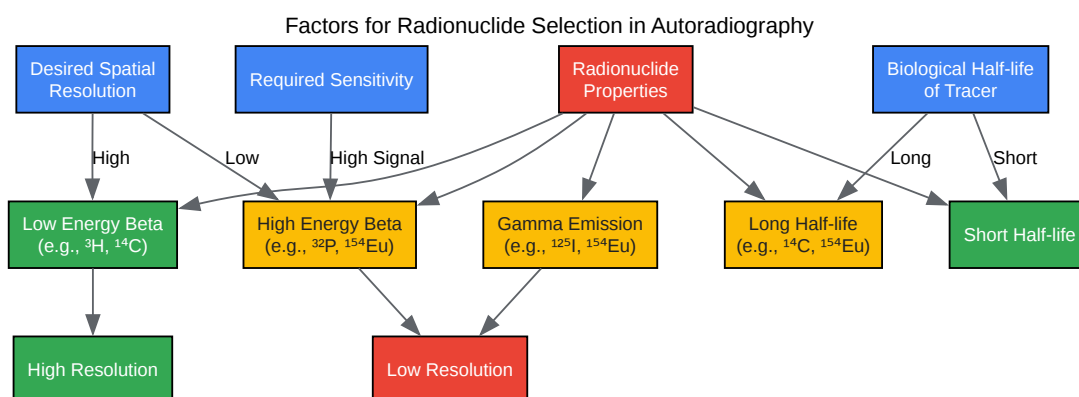 Factors for Radionuclide Selection in Autoradiography
Desired Spatial
Resolution
Required Sensitivity
Radionuclide
Properties
Biological Half-life
of Tracer
High
Low
High Signal
Long
Short
Low Energy Beta
(e.g., ³H, ¹⁴C)
High Energy Beta
(e.g., ³²P, ¹⁵⁴Eu)
Gamma Emission
(e.g., ¹²⁵I, ¹⁵⁴Eu)
Long Half-life
(e.g., ¹⁴C, ¹⁵⁴Eu)
Short Half-life
High Resolution
Low Resolution